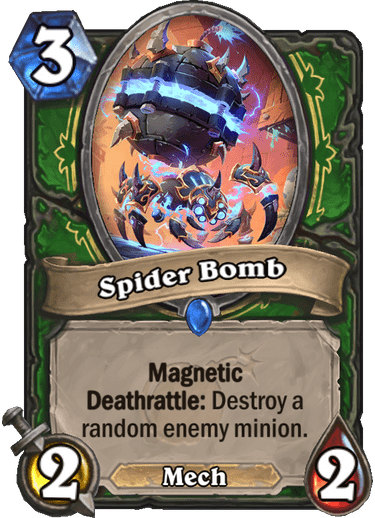 3
Spider Bomb
Magnetic
Deathrattle: Destroy a
random enemy minion.
2
Mech
2